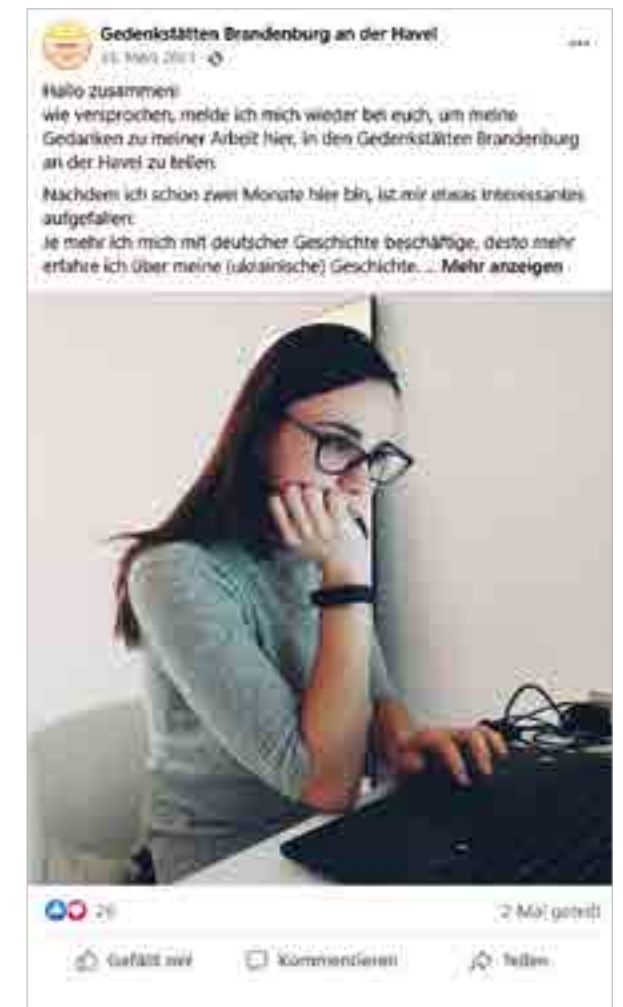 Gedenkstätten Brandenburg an der Havel
Hallo zusammen!
wie versprochen, melde ich mich wieder bei euch, um meine
Gedanken zu meiner Arbeit hier, in den Gedenkstätten Brandenburg
an der Havel zu teilen.
Nachdem ich schon zwei Monate hier bin, ist mir etwas Interessantes
aufgefallen:
Je mehr ich mich mit deutscher Geschichte beschäftige, desto mehr
erfahre ich über meine (ukrainische) Geschichte. ... Mehr anzeigen
26
2 Mal geteilt
Gefällt mir
Kommentieren
Teilen